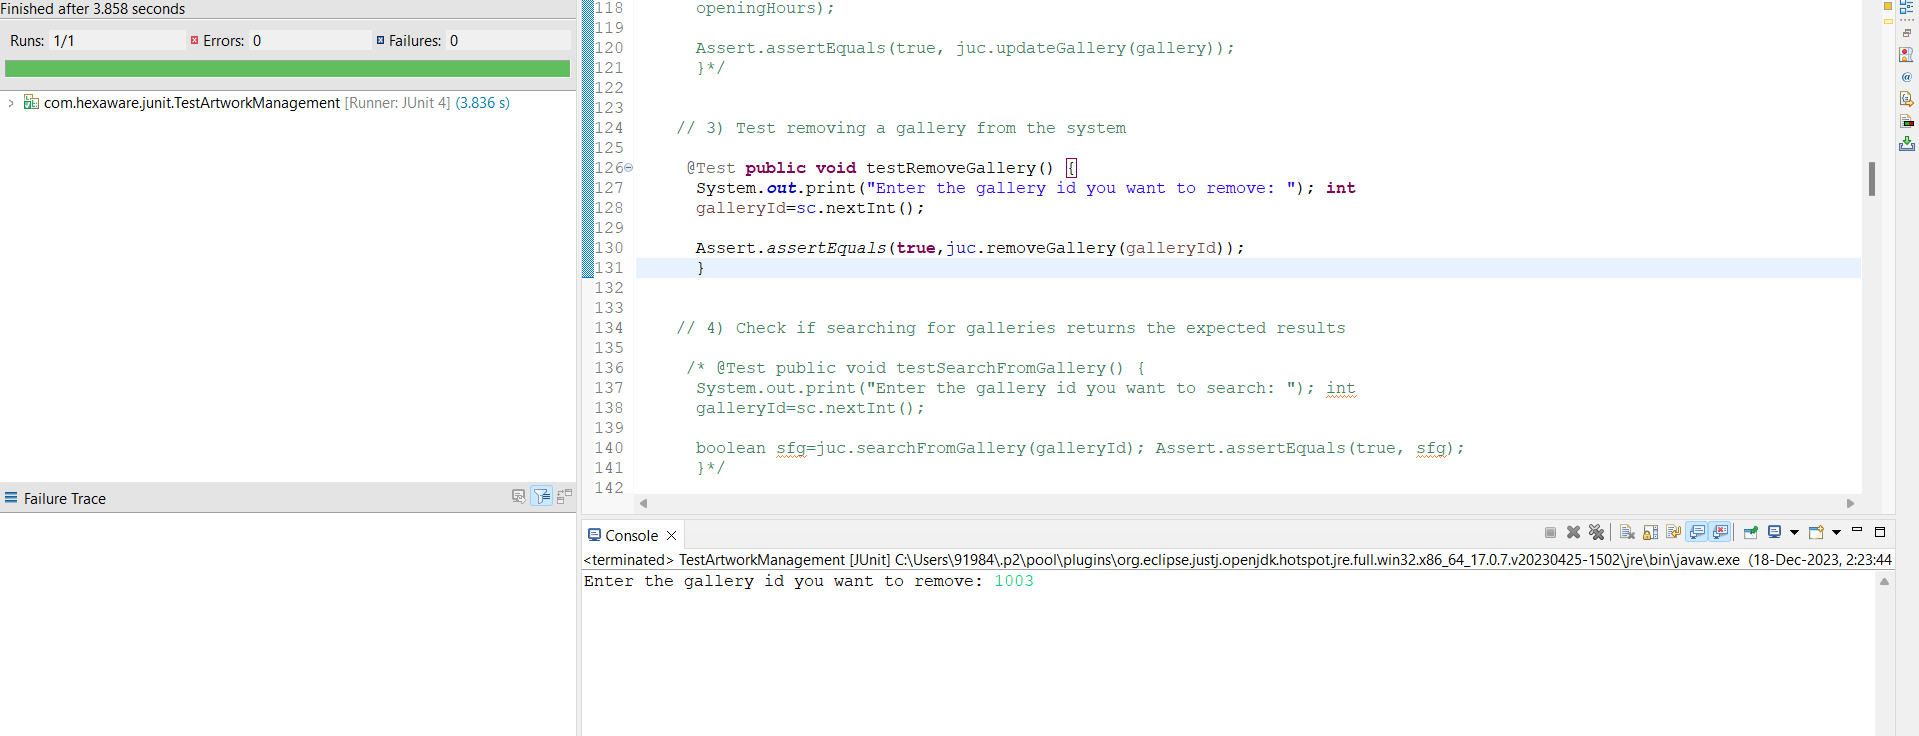 Finished after 3.858 seconds
Runs: 1/1 Errors: 0 Failures: 0
com.hexaware.junit.TestArtworkManagement [Runner: JUnit 4] (3.836 s)
Failure Trace
118 openingHours);
119
120 Assert.assertEquals(true, juc.updateGallery(gallery));
121 }*/
122
123
124 // 3) Test removing a gallery from the system
125
126 @Test public void testRemoveGallery() {
127 System.out.print("Enter the gallery id you want to remove: "); int
128 galleryId=sc.nextInt();
129
130 Assert.assertEquals(true,juc.removeGallery(galleryId));
131 }
132
133
134 // 4) Check if searching for galleries returns the expected results
135
136 /* @Test public void testSearchFromGallery() {
137 System.out.print("Enter the gallery id you want to search: "); int
138 galleryId=sc.nextInt();
139
140 boolean sfg=juc.searchFromGallery(galleryId); Assert.assertEquals(true, sfg);
141 }*/
142
Console
<terminated> TestArtworkManagement [JUnit] C:\Users\91984\.p2\pool\plugins\org.eclipse.justj.openjdk.hotspot.jre.full.win32.x86_64_17.0.7.v20230425-1502\jre\bin\javaw.exe (18-Dec-2023, 2:23:44
Enter the gallery id you want to remove: 1003